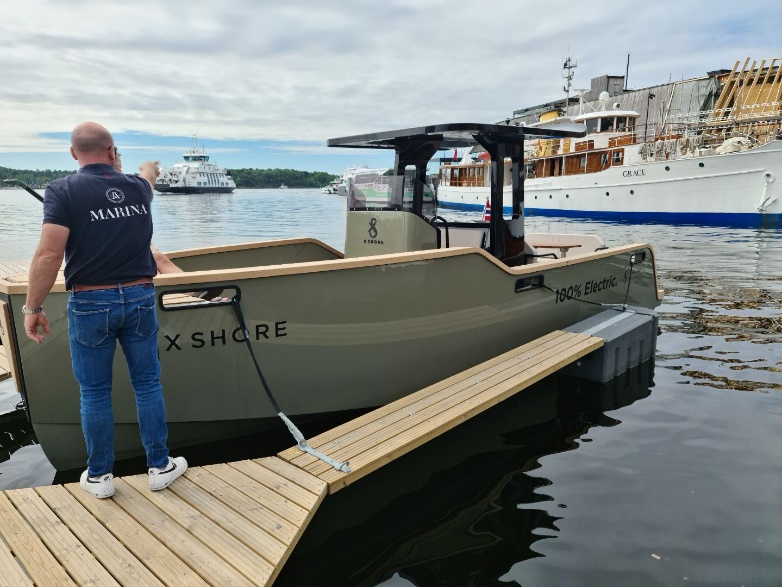 MARINA
GRACE
X SHORE
X SHORE
100% Electric.